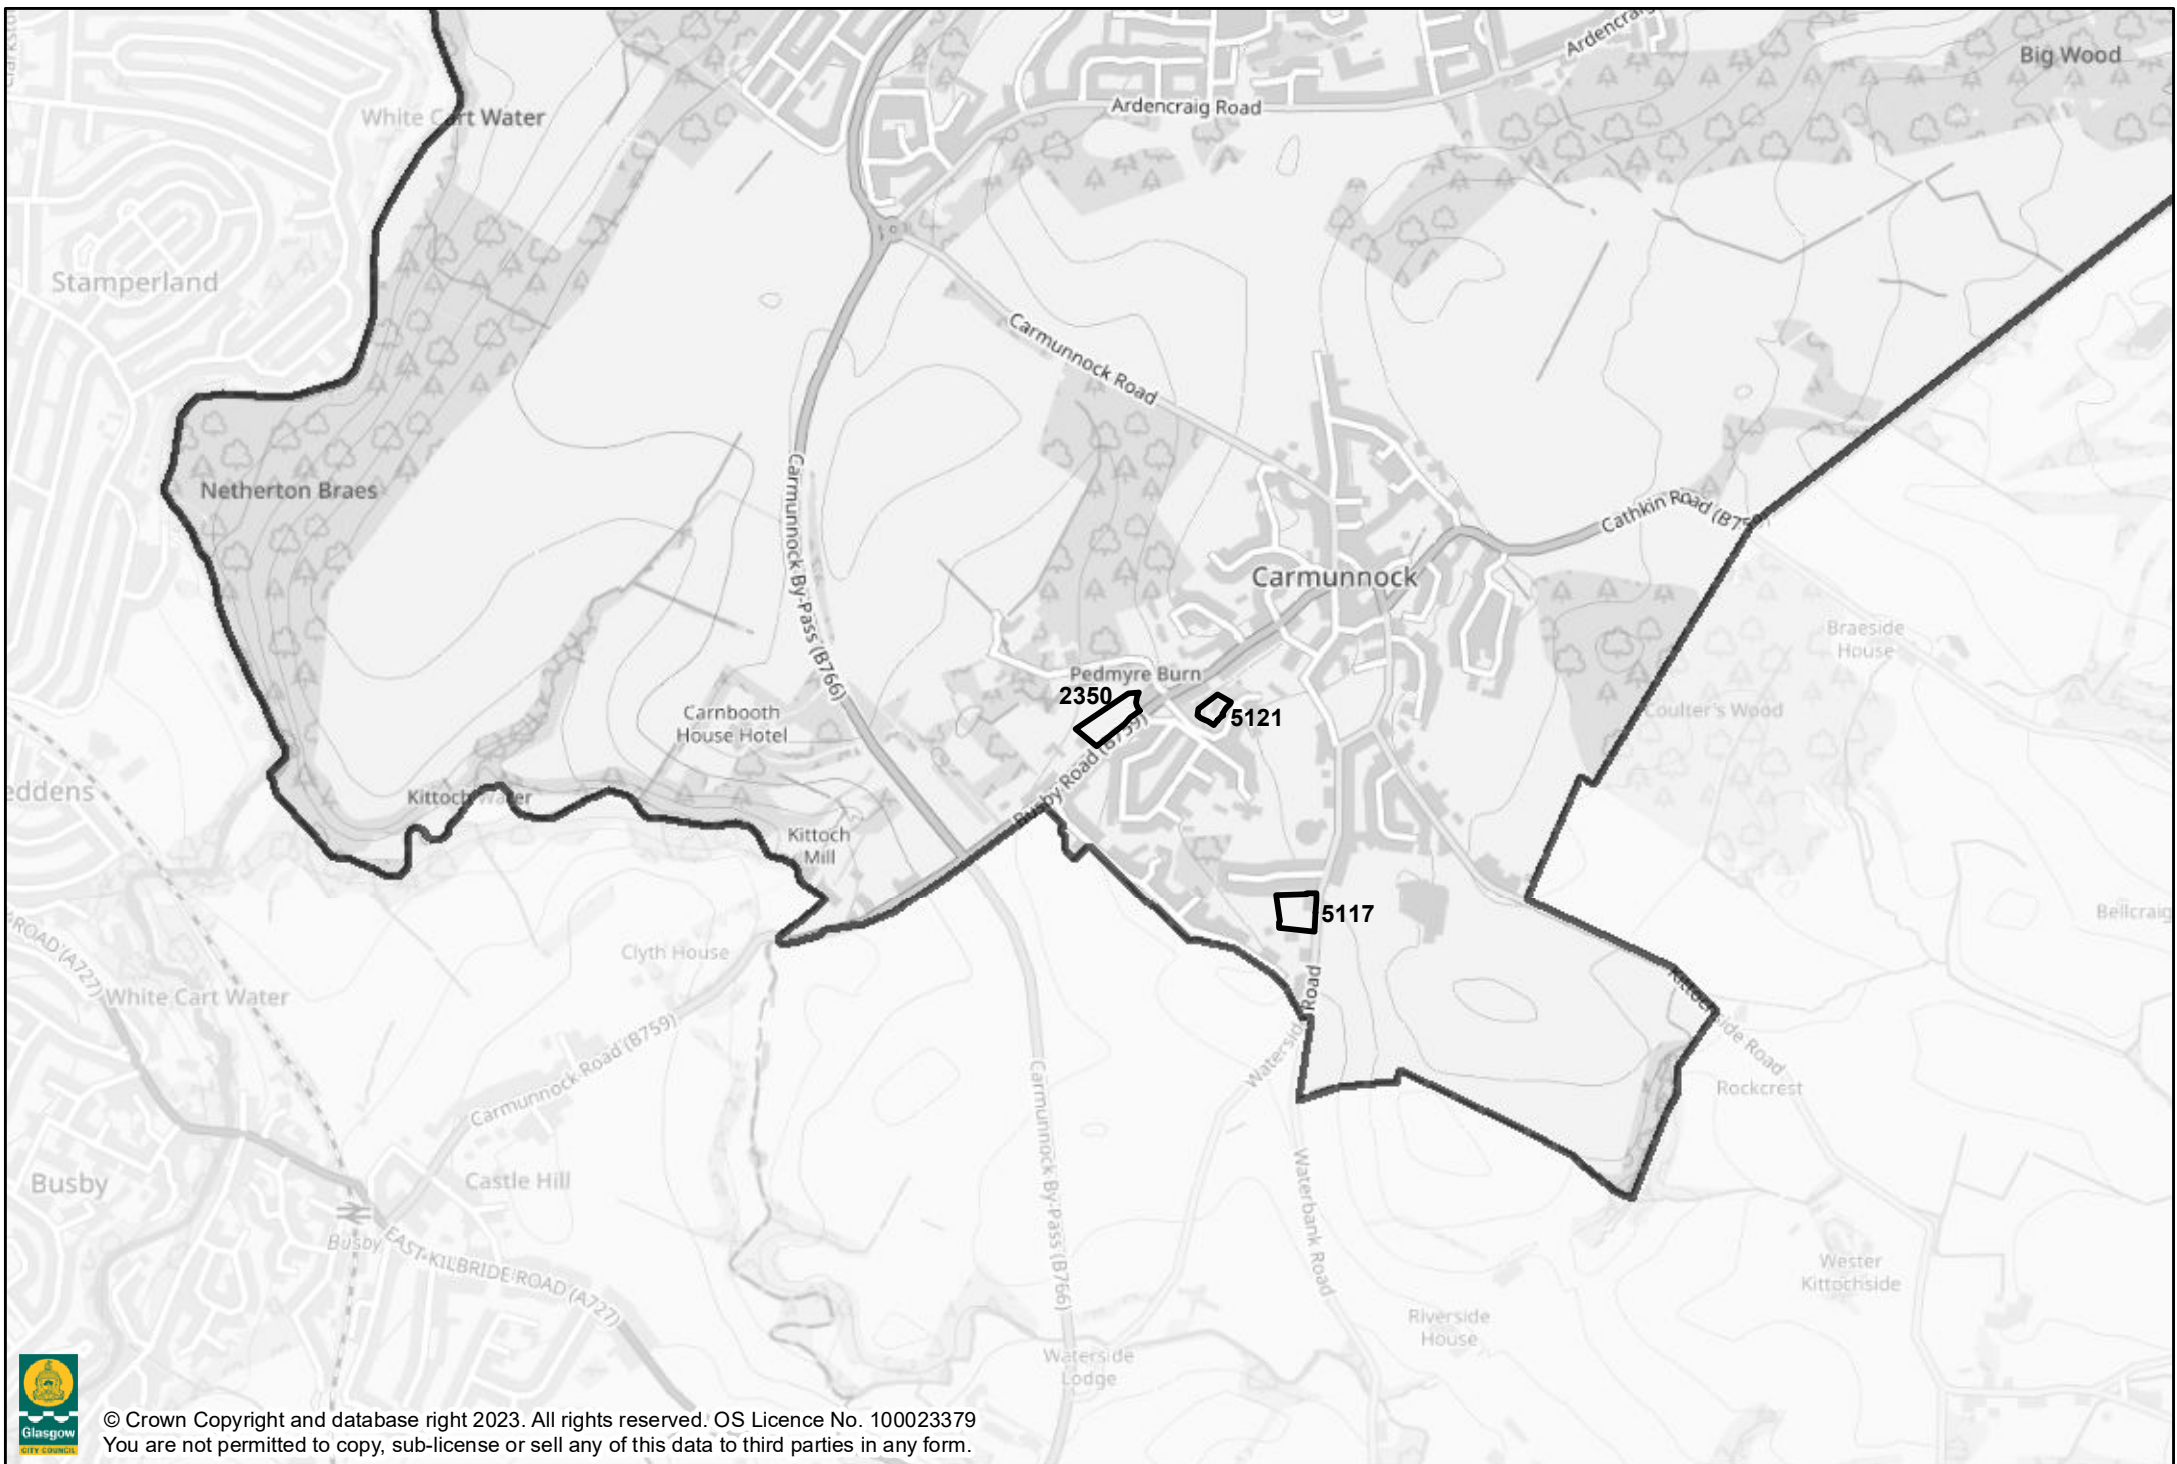 Ardencraig
Big Wood
Ardencraig Road
White Cart Water
Stamperland
Carmunnock Road
Netherton Braes
Carmunnock By-Pass (B766)
Cathkin Road (B759)
Carmunnock
Braeside
House
Pedmyre Burn
2350
5121
Carnbooth
House Hotel
Coulter's Wood
Busby Road (B759)
eddens
Kittoch Water
Kittoch
Mill
5117
Bellcraig
ROAD (A727)
Clyth House
White Cart Water
Waterside Road
Kittochside Road
Carmunnock Road (B759)
Rockcrest
Carmunnock By-Pass (B766)
Castle Hill
Busby
Waterbank Road
Busby
EAST KILBRIDE ROAD (A727)
Wester
Kittochside
Riverside
House
Waterside
Lodge
Glasgow
CITY COUNCIL
© Crown Copyright and database right 2023. All rights reserved. OS Licence No. 100023379
You are not permitted to copy, sub-license or sell any of this data to third parties in any form.